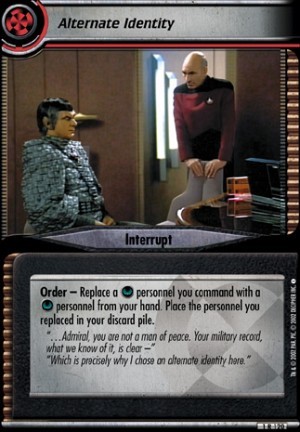 Alternate Identity
Interrupt
Order – Replace a personnel you command with a
personnel from your hand. Place the personnel you
replaced in your discard pile.
“…Admiral, you are not a man of peace. Your military record,
what we know of it, is clear –”
“Which is precisely why I chose an alternate identity here.”